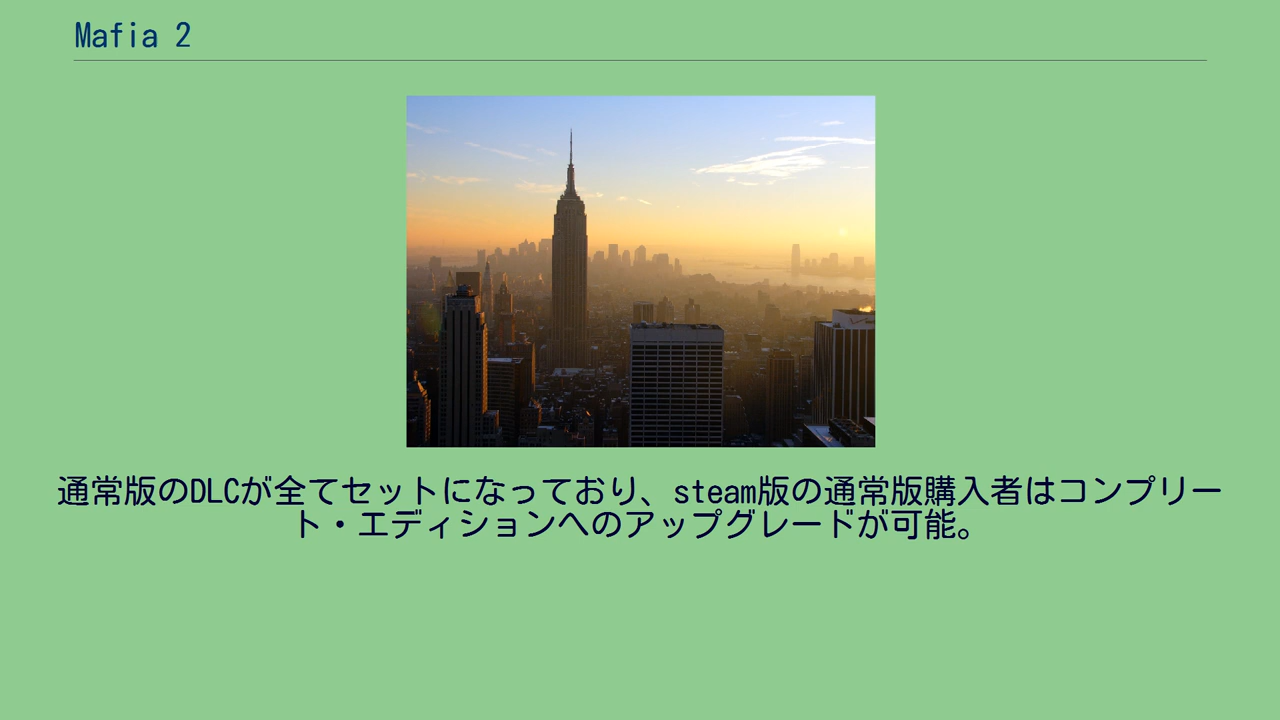 Mafia 2
通常版のDLCが全てセットになっており、steam版の通常版購入者はコンプリー
ト・エディションへのアップグレードが可能。